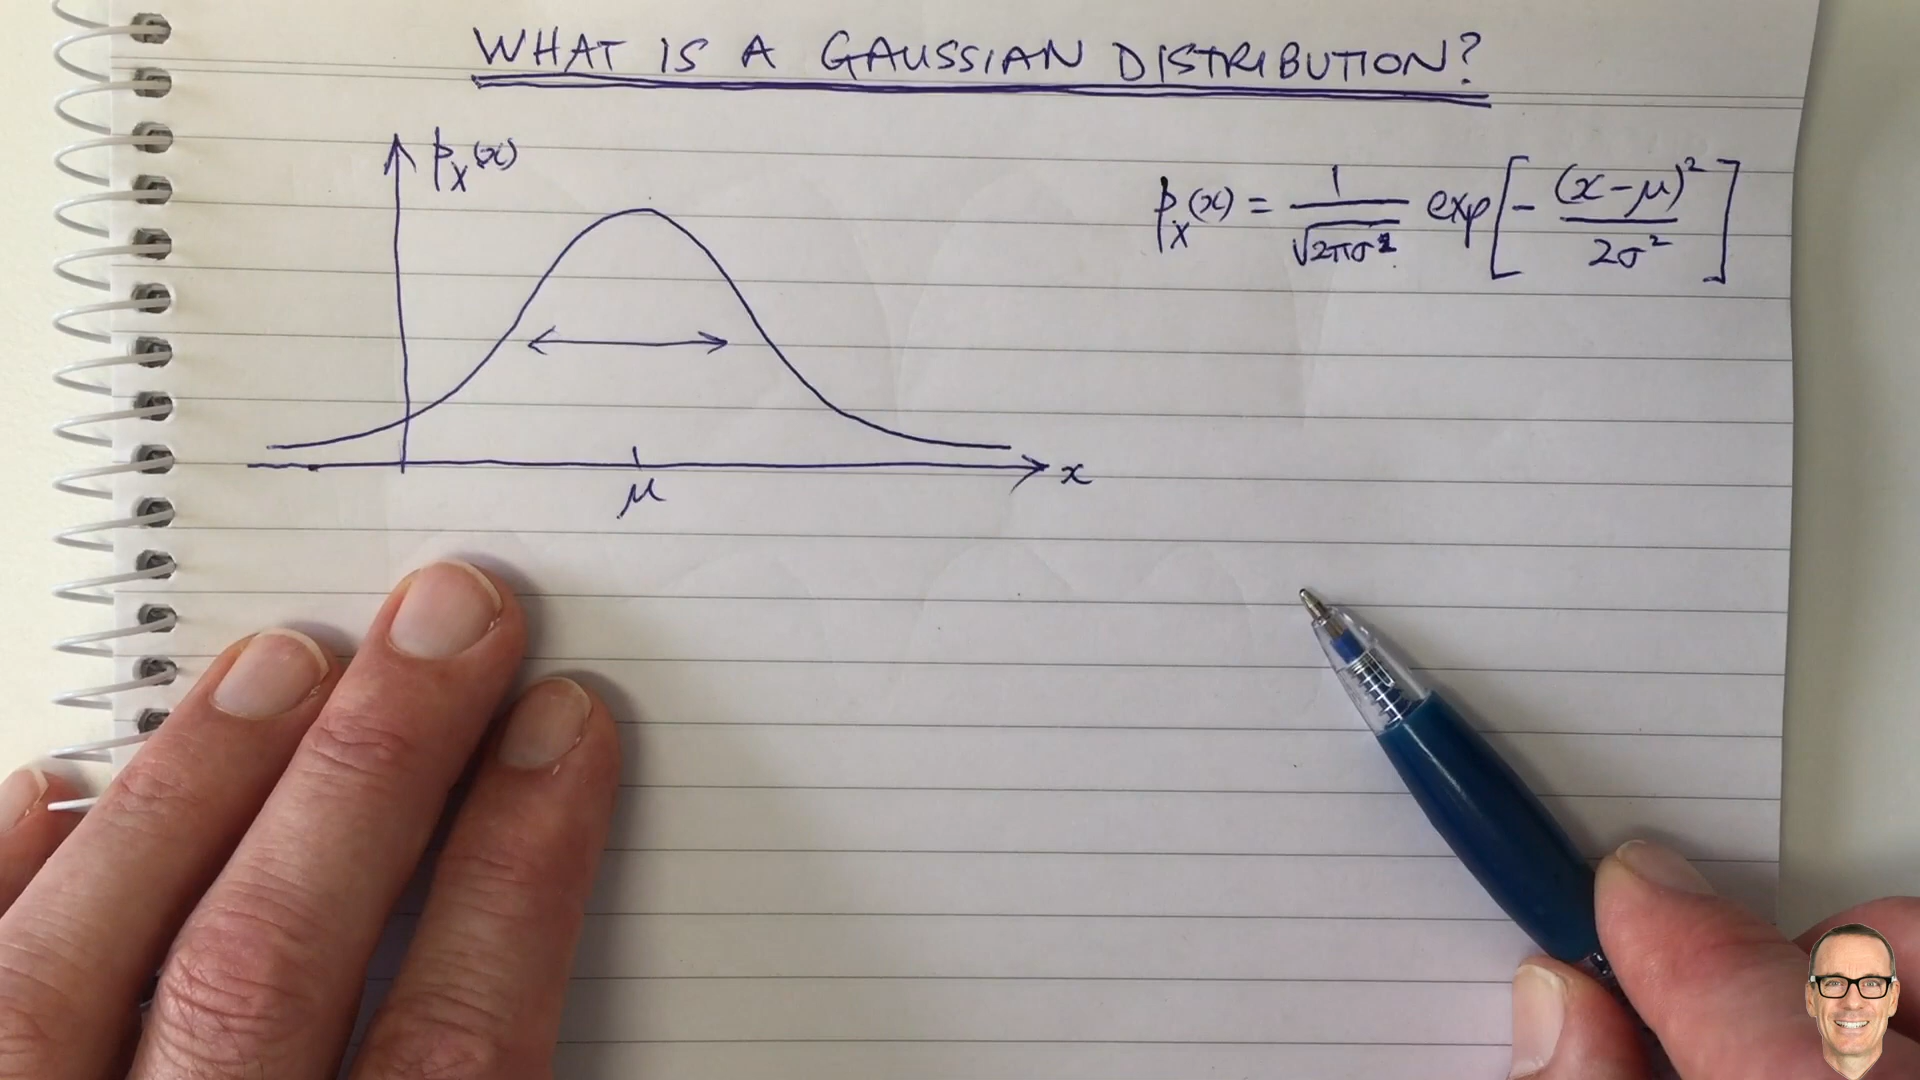 WHAT IS A GAUSSIAN DISTRIBUTION?
p_X(x)
p_X(x) = 1/√(2πσ²) exp[-(x-μ)²/2σ²]
x
μ